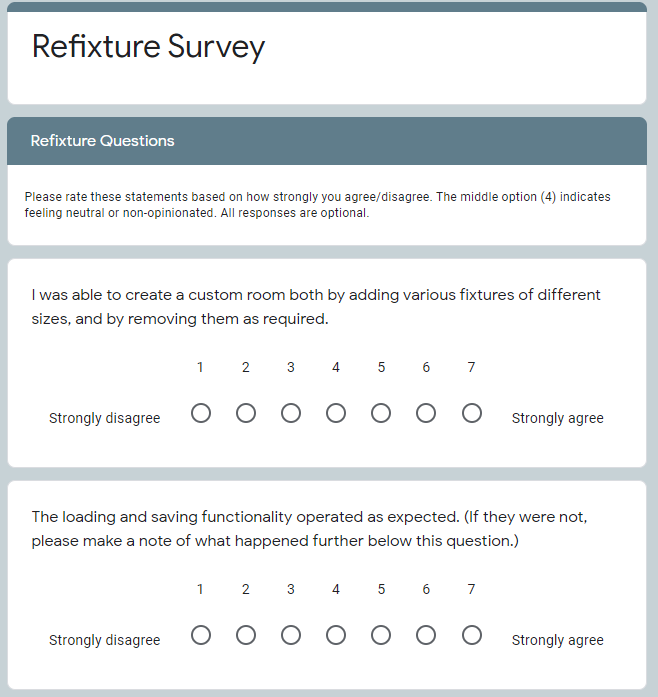 Refixture Survey
Refixture Questions
Please rate these statements based on how strongly you agree/disagree. The middle option (4) indicates
feeling neutral or non-opinionated. All responses are optional.
I was able to create a custom room both by adding various fixtures of different
sizes, and by removing them as required.
1 2 3 4 5 6 7
Strongly disagree Strongly agree
The loading and saving functionality operated as expected. (If they were not,
please make a note of what happened further below this question.)
1 2 3 4 5 6 7
Strongly disagree Strongly agree